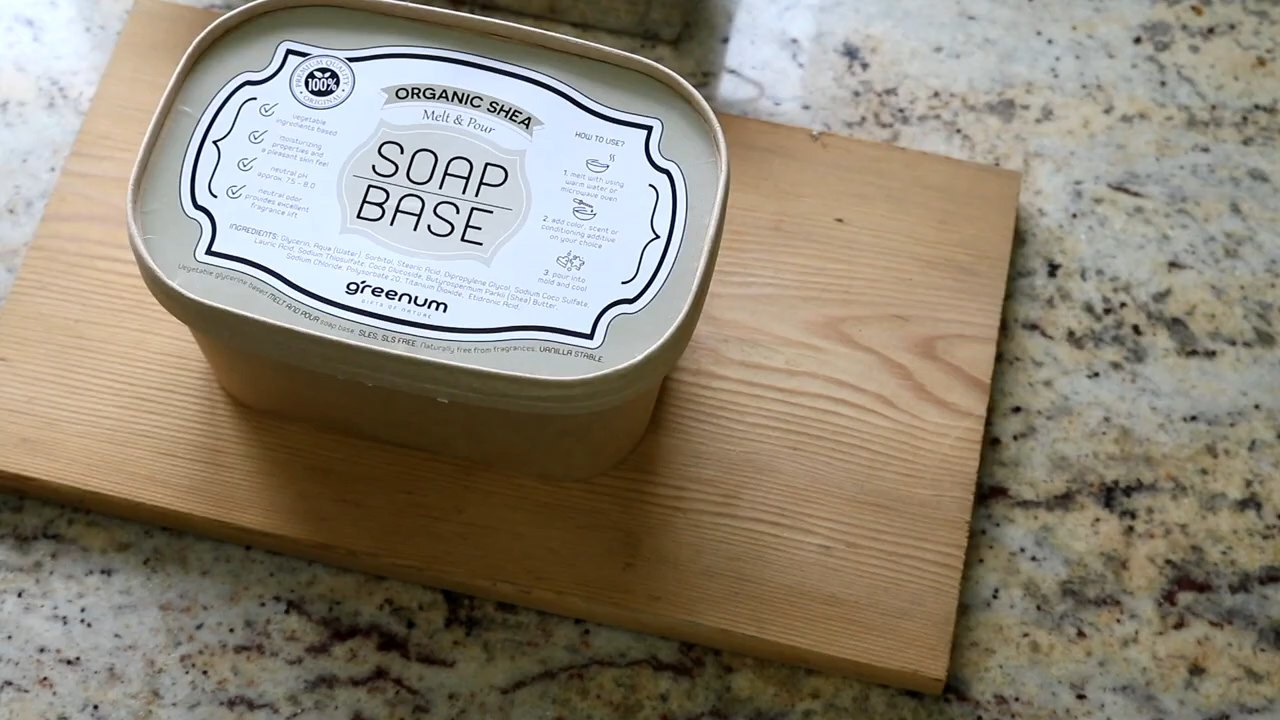 PREMIUM QUALITY
100%
ORIGINAL
ORGANIC SHEA
Melt & Pour
SOAP
BASE
vegetable
ingredients based
moisturizing
properties and
a pleasant skin feel
neutral pH
approx. 7.5 - 8.0
neutral odor
provides excellent
fragrance lift
HOW TO USE?
1. melt with using
warm water or
microwave oven
2. add color, scent or
conditioning additive
on your choice
3. pour into
mold and cool
INGREDIENTS: Glycerin, Aqua (Water), Sorbitol, Stearic Acid, Dipropylene Glycol, Sodium Coco Sulfate
Lauric Acid, Sodium Thiosulfate, Coco Glucoside, Butyrospermum Parkii (Shea) Butter,
Sodium Chloride, Polysorbate 20, Titanium Dioxide, Etidronic Acid.
greenum
GIFTS OF NATURE
Vegetable glycerine based MELT AND POUR soap base. SLES, SLS FREE. Naturally free from fragrances. VANILLA STABLE.